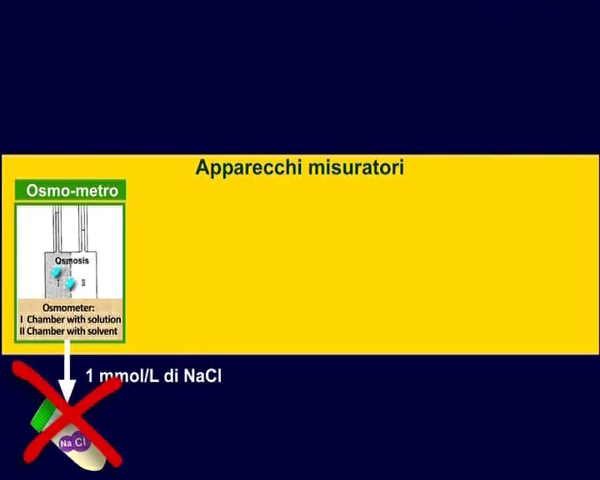 Apparecchi misuratori
Osmo-metro
Osmosis
I II
Osmometer:
I Chamber with solution
II Chamber with solvent
1 mmol/L di NaCl
Na Cl